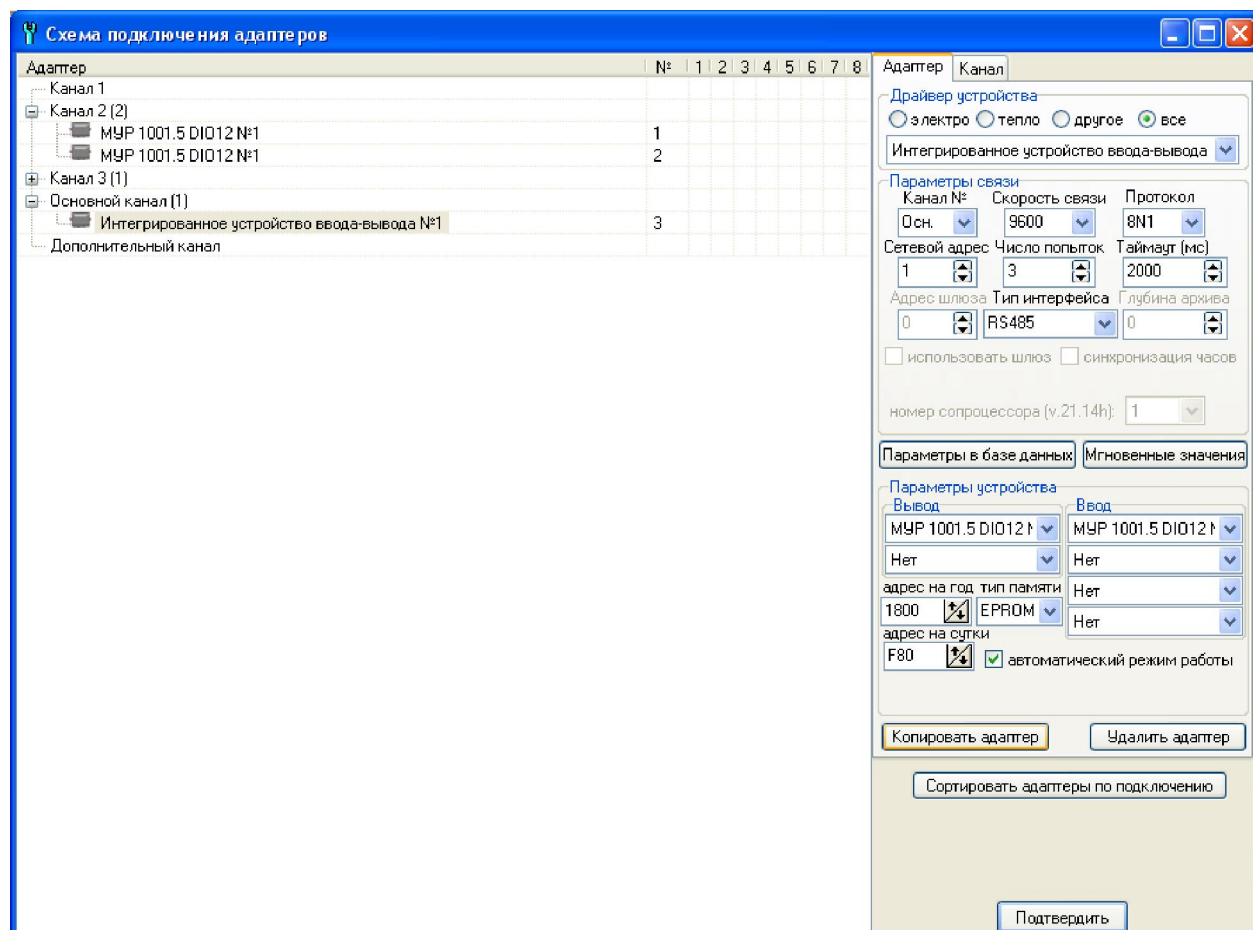 Схема подключения адаптеров
Адаптер № 1 2 3 4 5 6 7 8
Канал 1
Канал 2 (2)
МУР 1001.5 DIO12 №1 1
МУР 1001.5 DIO12 №1 2
Канал 3 (1)
Основной канал (1)
Интегрированное устройство ввода-вывода №1 3
Дополнительный канал
Адаптер Канал
Драйвер устройства
электро тепло другое все
Интегрированное устройство ввода-вывода
Параметры связи
Канал № Скорость связи Протокол
Осн. 9600 8N1
Сетевой адрес Число попыток Таймаут (мс)
1 3 2000
Адрес шлюза Тип интерфейса Глубина архива
0 RS485 0
использовать шлюз синхронизация часов
номер сопроцессора (v.21.14h): 1
Параметры в базе данных Мгновенные значения
Параметры устройства
Вывод Ввод
МУР 1001.5 DIO12 МУР 1001.5 DIO12
Нет Нет
адрес на год тип памяти Нет
1800 EPROM Нет
адрес на сутки
F80 автоматический режим работы
Копировать адаптер Удалить адаптер
Сортировать адаптеры по подключению
Подтвердить